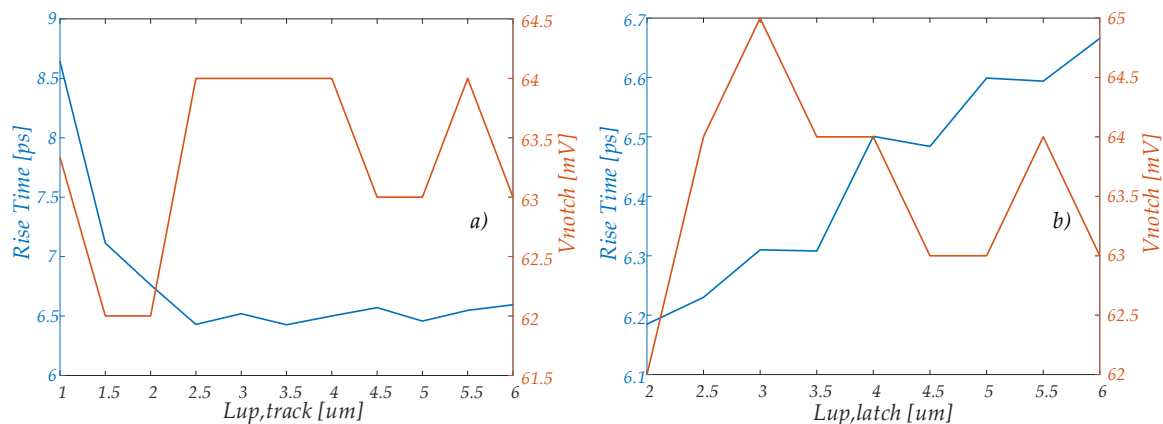 Rise Time [ps]
9
8.5
8
7.5
7
6.5
6
64.5
64
63.5
63
62.5
62
61.5
Vnotch [mV]
a)
1 1.5 2 2.5 3 3.5 4 4.5 5 5.5 6
Lup,track [um]
Rise Time [ps]
6.7
6.6
6.5
6.4
6.3
6.2
6.1
65
64.5
64
63.5
63
62.5
62
Vnotch [mV]
b)
2 2.5 3 3.5 4 4.5 5 5.5 6
Lup,latch [um]